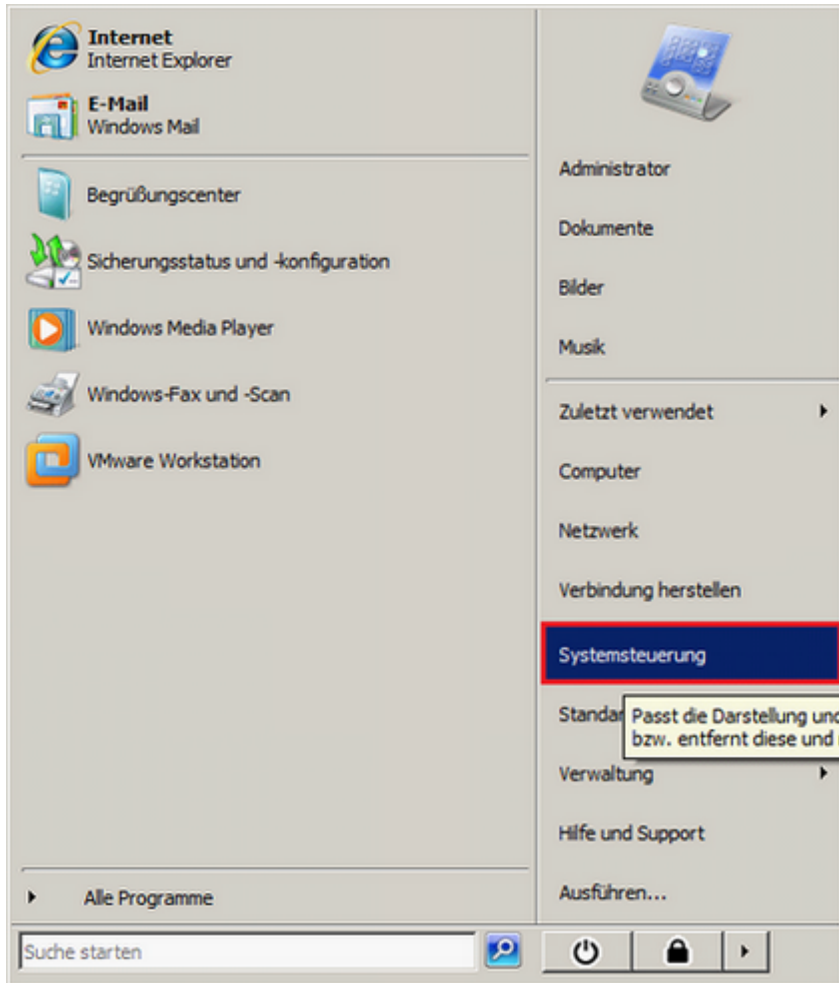 Internet
Internet Explorer
E-Mail
Windows Mail
Begrüßungscenter
Sicherungsstatus und -konfiguration
Windows Media Player
Windows-Fax und -Scan
VMware Workstation
Alle Programme
Suche starten
Administrator
Dokumente
Bilder
Musik
Zuletzt verwendet
Computer
Netzwerk
Verbindung herstellen
Systemsteuerung
Passt die Darstellung und
bzw. entfernt diese und
Verwaltung
Hilfe und Support
Ausführen...